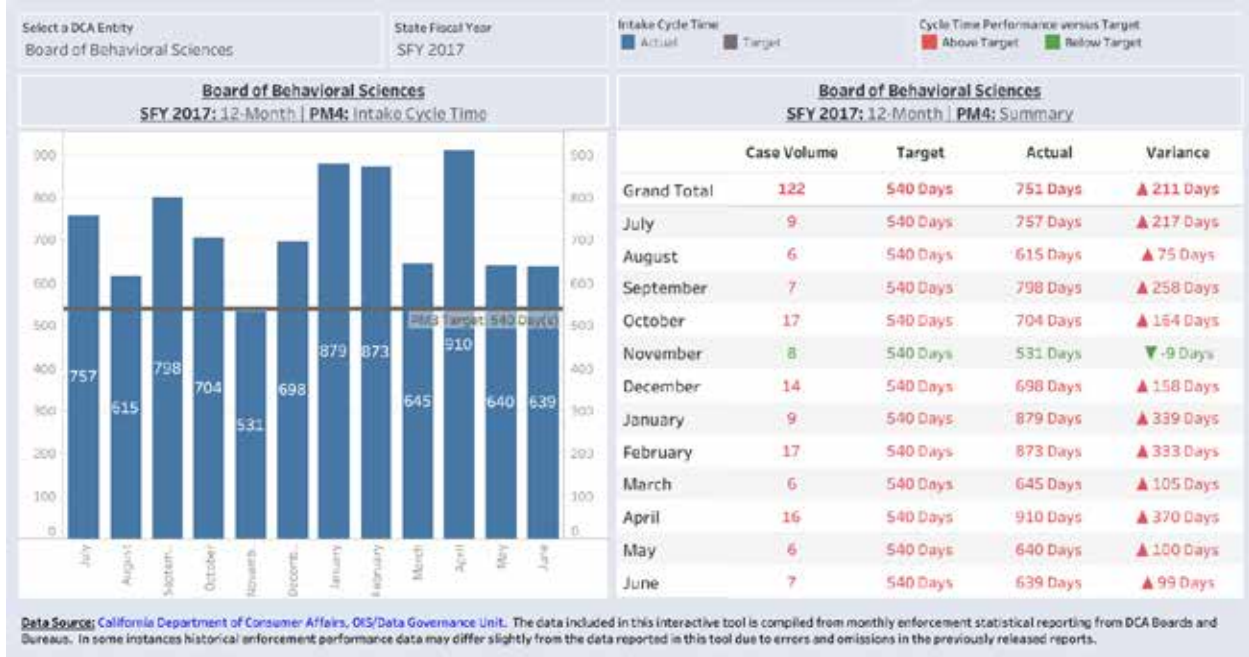 Select a DCA Entity
Board of Behavioral Sciences
State Fiscal Year
SFY 2017
Intake Cycle Time
Actual Target
Cycle Time Performance versus Target
Above Target Below Target
Board of Behavioral Sciences
SFY 2017: 12-Month | PM4: Intake Cycle Time
900 900
800
700 700
600 600
500 500
400 400
300 300
200 200
100 100
0 0
PM3 Target: 540 Day(s)
757
615
798
704
531
698
879
873
645
910
640
639
July
August
Septem..
October
Novemb..
Decemb..
January
February
March
April
May
June
Board of Behavioral Sciences
SFY 2017: 12-Month | PM4: Summary
Case Volume Target Actual Variance
Grand Total 122 540 Days 751 Days ▲ 211 Days
July 9 540 Days 757 Days ▲ 217 Days
August 6 540 Days 615 Days ▲ 75 Days
September 7 540 Days 798 Days ▲ 258 Days
October 17 540 Days 704 Days ▲ 164 Days
November 8 540 Days 531 Days ▼ -9 Days
December 14 540 Days 698 Days ▲ 158 Days
January 9 540 Days 879 Days ▲ 339 Days
February 17 540 Days 873 Days ▲ 333 Days
March 6 540 Days 645 Days ▲ 105 Days
April 16 540 Days 910 Days ▲ 370 Days
May 6 540 Days 640 Days ▲ 100 Days
June 7 540 Days 639 Days ▲ 99 Days
Data Source: California Department of Consumer Affairs, OIS/Data Governance Unit. The data included in this interactive tool is compiled from monthly enforcement statistical reporting from DCA Boards and
Bureaus. In some instances historical enforcement performance data may differ slightly from the data reported in this tool due to errors and omissions in the previously released reports.